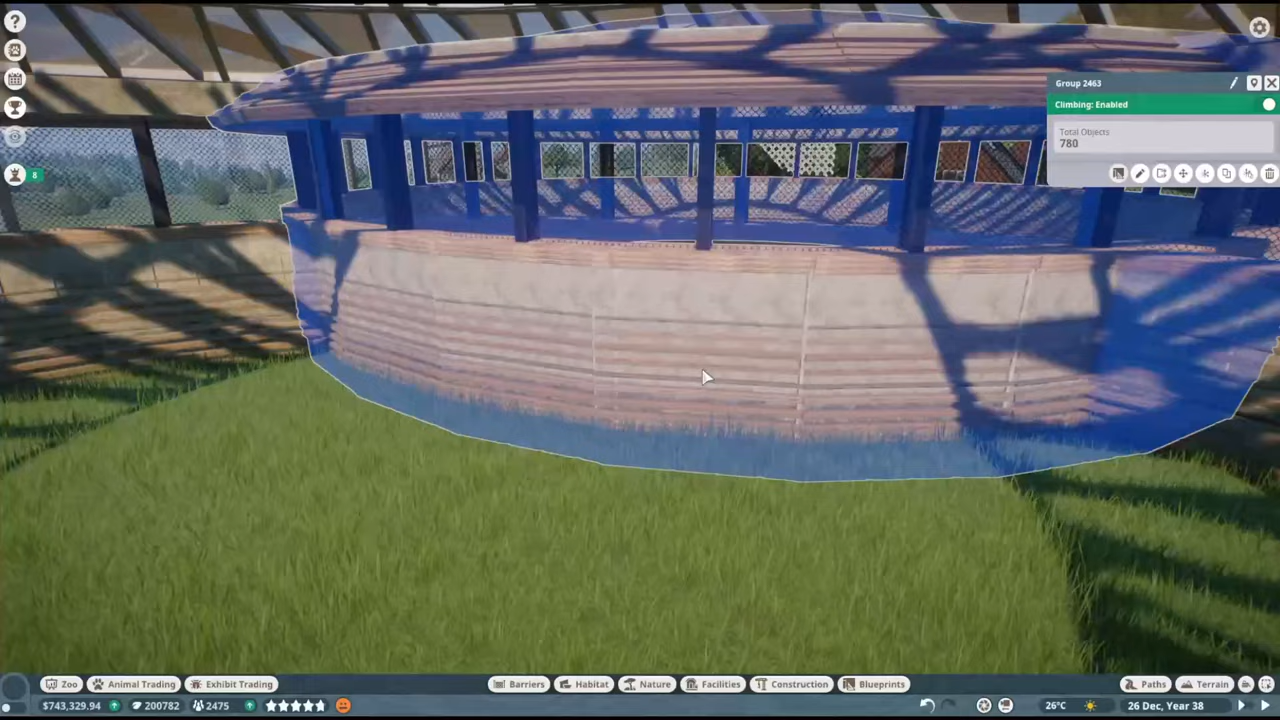 Group 2463
Climbing: Enabled
Total Objects
780
8
Zoo
Animal Trading
Exhibit Trading
Barriers
Habitat
Nature
Facilities
Construction
Blueprints
Paths
Terrain
$743,329.94
200782
2475
26°C
26 Dec, Year 38